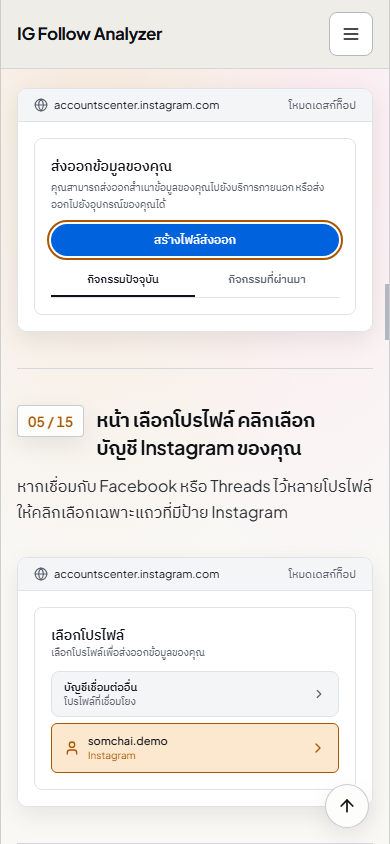 IG Follow Analyzer
accountscenter.instagram.com
โหมดเดสก์ท็อป
ส่งออกข้อมูลของคุณ
คุณสามารถส่งออกสำเนาข้อมูลของคุณไปยังบริการภายนอก หรือส่ง
ออกไปยังอุปกรณ์ของคุณได้
สร้างไฟล์ส่งออก
กิจกรรมปัจจุบัน
กิจกรรมที่ผ่านมา
05 / 15
หน้า เลือกโปรไฟล์ คลิกเลือก
บัญชี Instagram ของคุณ
หากเชื่อมกับ Facebook หรือ Threads ไว้หลายโปรไฟล์
ให้คลิกเลือกเฉพาะแถวที่มีป้าย Instagram
accountscenter.instagram.com
โหมดเดสก์ท็อป
เลือกโปรไฟล์
เลือกโปรไฟล์เพื่อส่งออกข้อมูลของคุณ
บัญชีเชื่อมต่ออื่น
โปรไฟล์ที่เชื่อมโยง
somchai.demo
Instagram